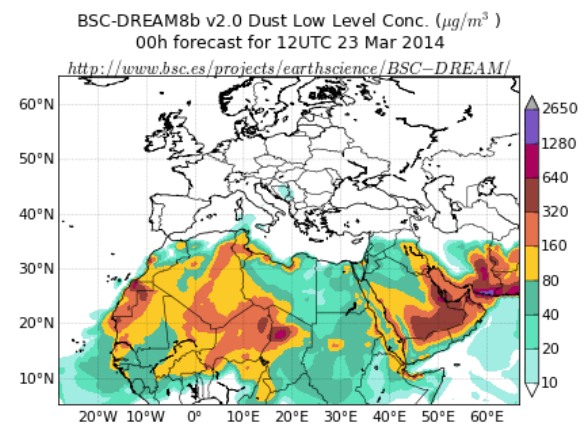 BSC-DREAM8b v2.0 Dust Low Level Conc. (μg/m³ )
00h forecast for 12UTC 23 Mar 2014
http://www.bsc.es/projects/earthscience/BSC−DREAM/
60°N
50°N
40°N
30°N
20°N
10°N
20°W 10°W 0° 10°E 20°E 30°E 40°E 50°E 60°E
2650
1280
640
320
160
80
40
20
10